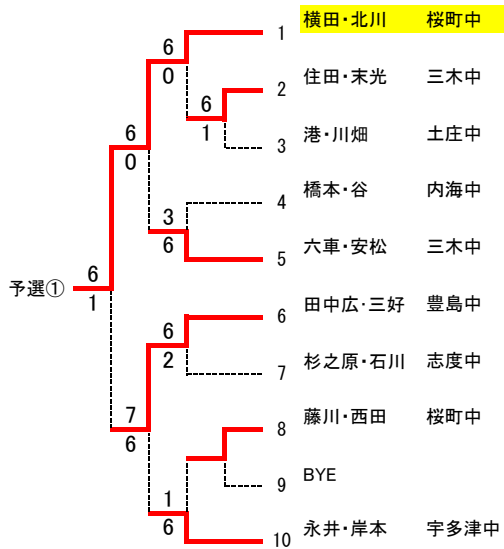 1 横田・北川 桜町中
6
0
2 住田・末光 三木中
6
1
3 港・川畑 土庄中
6
0
4 橋本・谷 内海中
3
6
5 六車・安松 三木中
予選① 6
1
6 田中広・三好 豊島中
6
2
7 杉之原・石川 志度中
7
6
8 藤川・西田 桜町中
9 BYE
1
6
10 永井・岸本 宇多津中